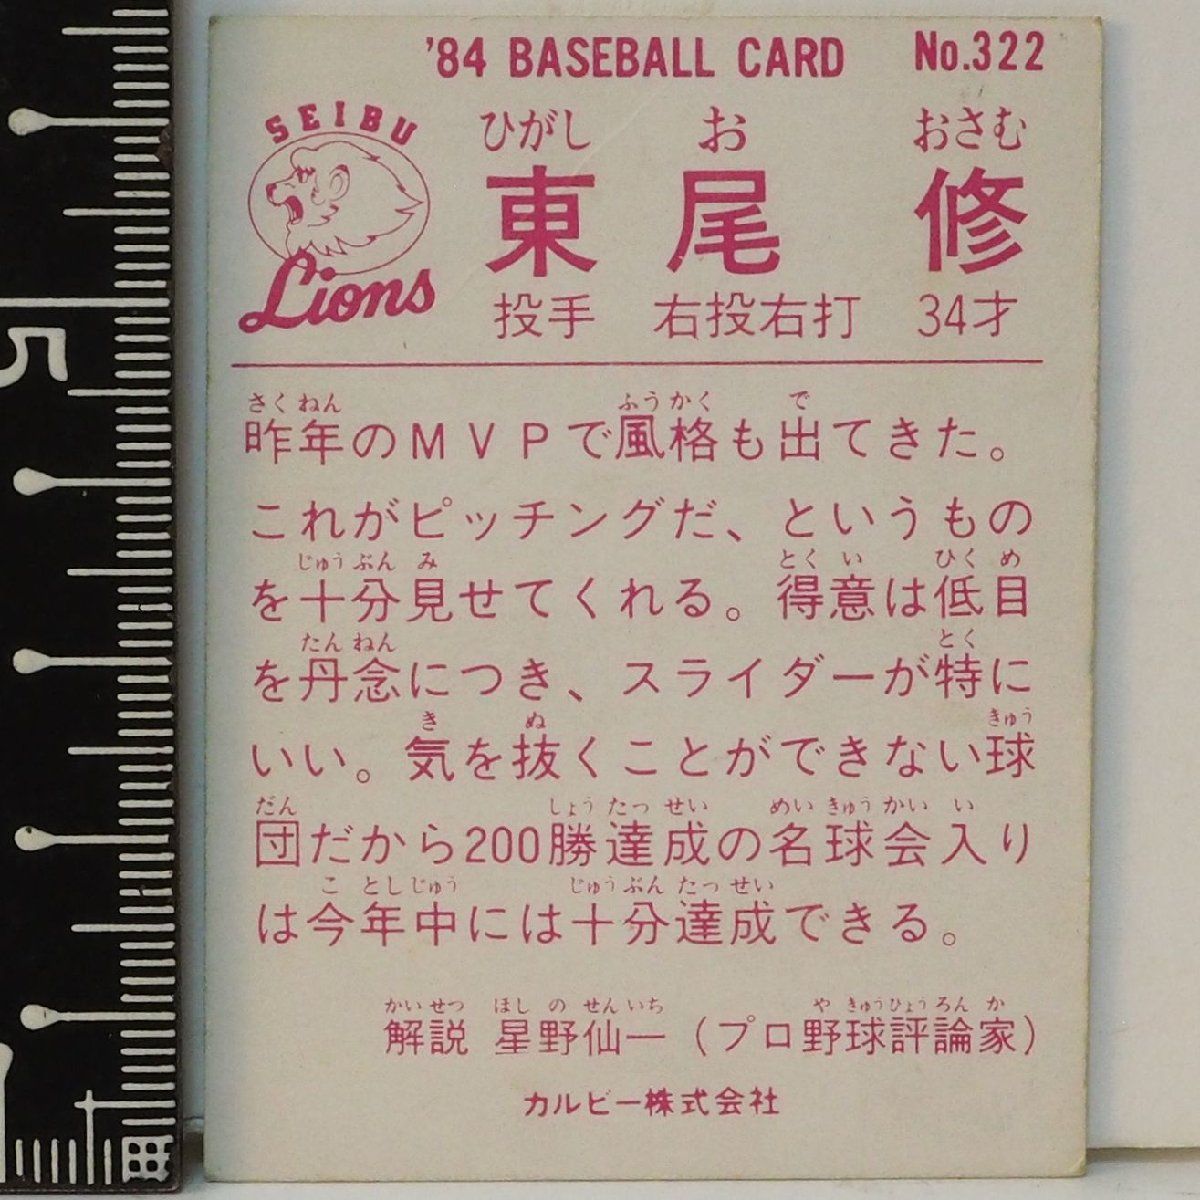 '84 BASEBALL CARD No.322
SEIBU
Lions
ひがし お おさむ
東尾修
投手 右投右打 34才
さくねん ふうかく で
昨年のMVPで風格も出てきた。
これがピッチングだ、というもの
じゅうぶん み とくい ひくめ
を十分見せてくれる。得意は低目
たんねん とく
を丹念につき、スライダーが特に
き ぬ きゅう
いい。気を抜くことができない球
だん しょう たっせい めいきゅうかい い
団だから200勝達成の名球会入り
ことしじゅう じゅうぶんたっせい
は今年中には十分達成できる。
かいせつ ほしのせんいち やきゅうひょうろんか
解説 星野仙一(プロ野球評論家)
カルビー株式会社
5